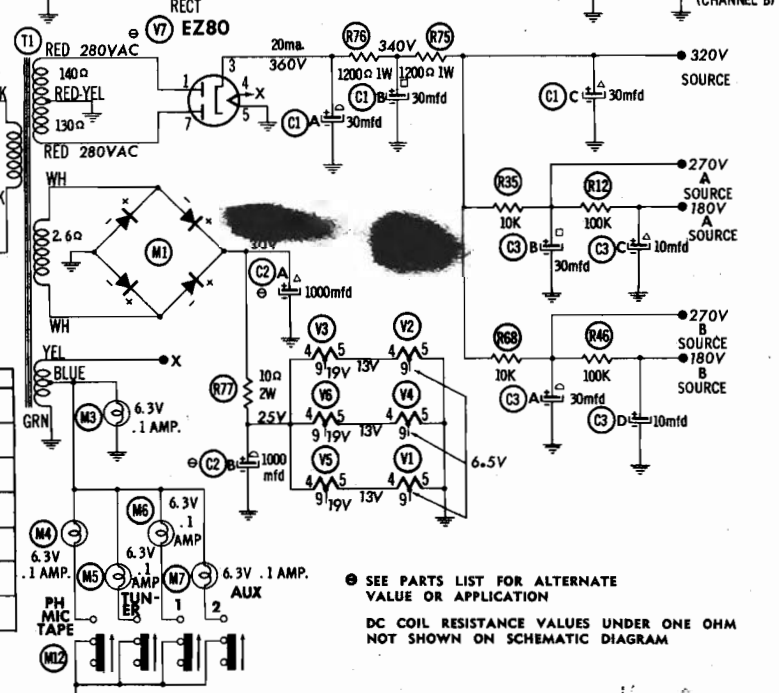 RECT
(CHANNEL B)
V7 EZ80
T1
RED 280VAC
140Ω
RED-YEL
130Ω
RED 280VAC
1
7
3
4
X
5
20ma.
360V
R76
340V
R75
1200Ω 1W
1200Ω 1W
C1 A
30mfd
C1 B
30mfd
C1 C
30mfd
320V
SOURCE
WH
2.6Ω
WH
M1
C2 A
1000mfd
R35
10K
R12
100K
270V
A
SOURCE
180V
A
SOURCE
C3 B
30mfd
C3 C
10mfd
R68
10K
R46
100K
270V
B
SOURCE
180V
B
SOURCE
C3 A
30mfd
C3 D
10mfd
YEL
X
BLUE
GRN
M3
6.3V
.1 AMP.
R77
10Ω
2W
25V
C2 B
1000
mfd
V3
V2
4 5 4 5
9 19V 13V 9
V6
V4
4 5 4 5
9 19V 13V 9
V5
V1
4 5 4 5
9 19V 13V 9
6.5V
M4
6.3V
.1 AMP.
M5
6.3V
.1
AMP
M6
6.3V
.1
AMP
M7
6.3V .1 AMP.
PH
MIC
TAPE
TUN-
ER
1
2
AUX
M12
SEE PARTS LIST FOR ALTERNATE
VALUE OR APPLICATION
DC COIL RESISTANCE VALUES UNDER ONE OHM
NOT SHOWN ON SCHEMATIC DIAGRAM